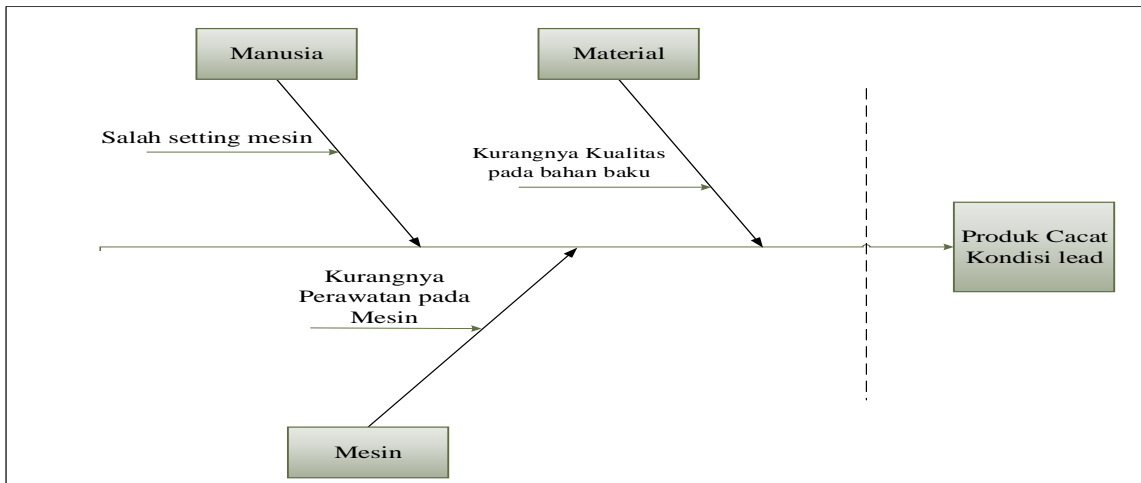 Manusia
Material
Salah setting mesin
Kurangnya Kualitas
pada bahan baku
Produk Cacat
Kondisi lead
Kurangnya
Perawatan pada
Mesin
Mesin